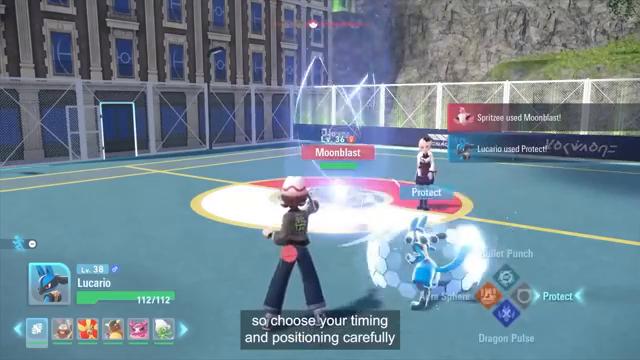 Spritzee used Moonblast!
Lucario used Protect!
Lv. 36
Moonblast
Protect
Bullet Punch
Lv. 38
Lucario
112/112
Aura Sphere
Protect
Dragon Pulse
so choose your timing
and positioning carefully